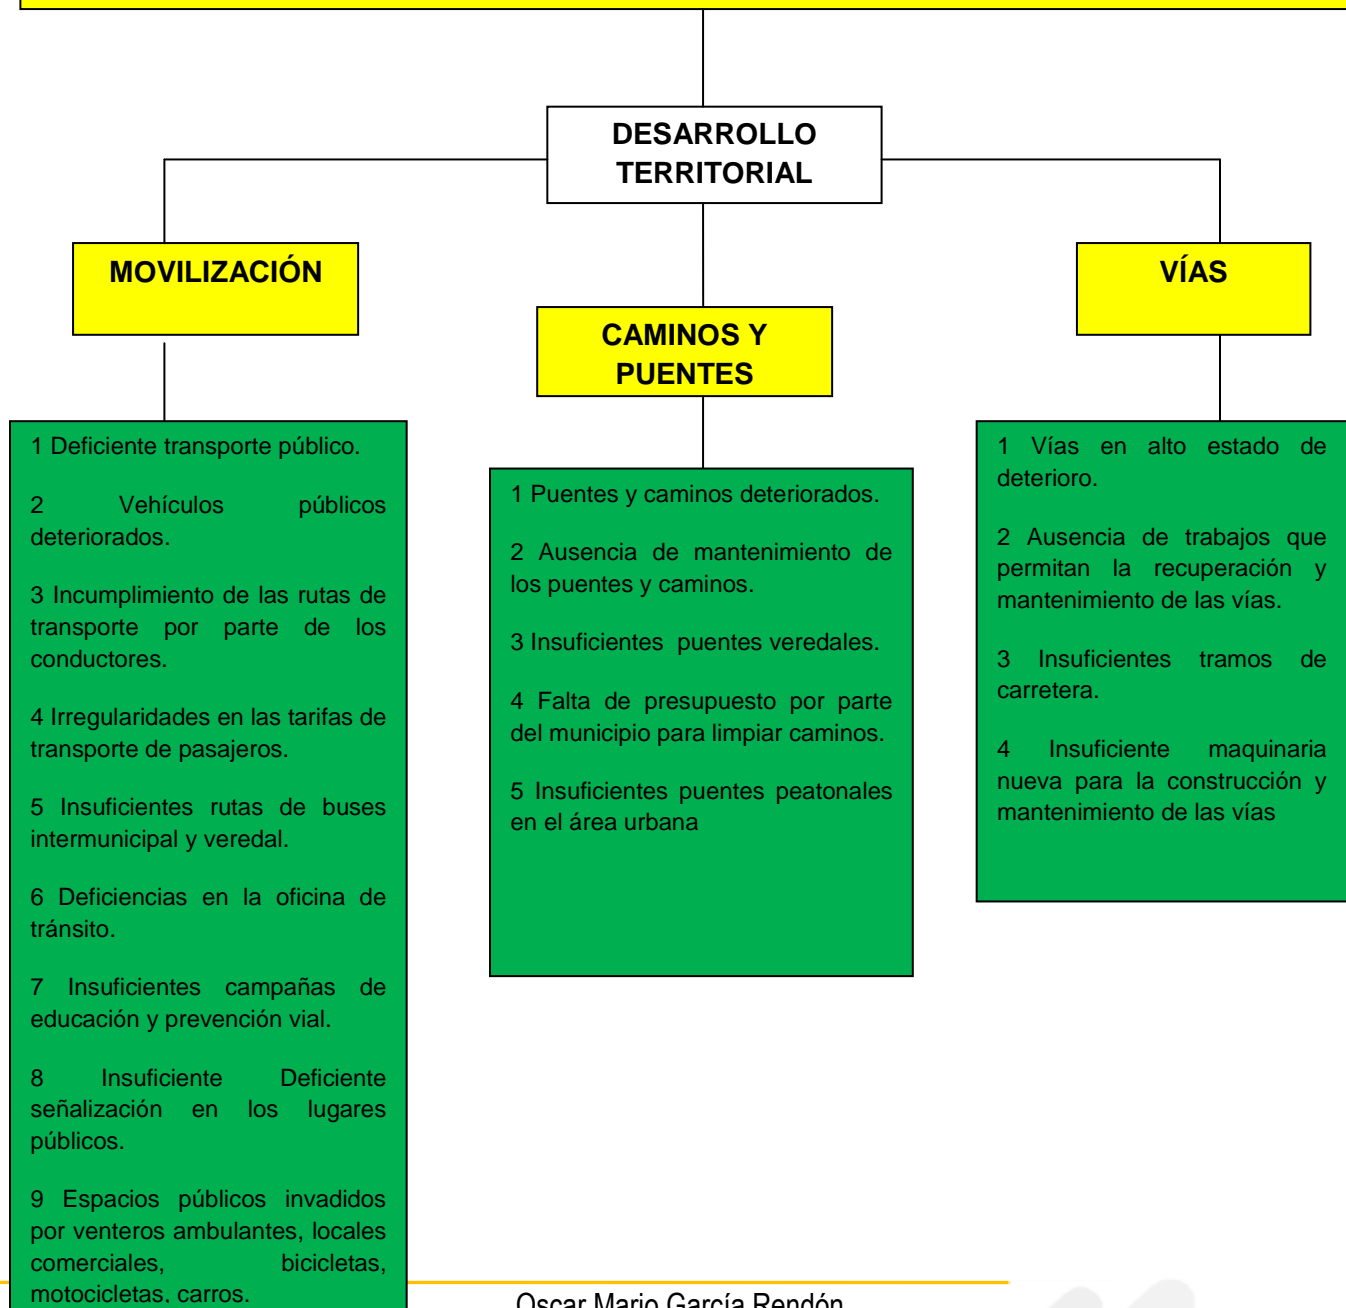 DESARROLLO
TERRITORIAL
MOVILIZACIÓN
1 Deficiente transporte público.
2 Vehículos públicos
deteriorados.
3 Incumplimiento de las rutas de
transporte por parte de los
conductores.
4 Irregularidades en las tarifas de
transporte de pasajeros.
5 Insuficientes rutas de buses
intermunicipal y veredal.
6 Deficiencias en la oficina de
tránsito.
7 Insuficientes campañas de
educación y prevención vial.
8 Insuficiente Deficiente
señalización en los lugares
públicos.
9 Espacios públicos invadidos
por venteros ambulantes, locales
comerciales, bicicletas,
motocicletas, carros.
CAMINOS Y
PUENTES
1 Puentes y caminos deteriorados.
2 Ausencia de mantenimiento de
los puentes y caminos.
3 Insuficientes puentes veredales.
4 Falta de presupuesto por parte
del municipio para limpiar caminos.
5 Insuficientes puentes peatonales
en el área urbana
VÍAS
1 Vías en alto estado de
deterioro.
2 Ausencia de trabajos que
permitan la recuperación y
mantenimiento de las vías.
3 Insuficientes tramos de
carretera.
4 Insuficiente maquinaria
nueva para la construcción y
mantenimiento de las vías
Oscar Mario García Rendón